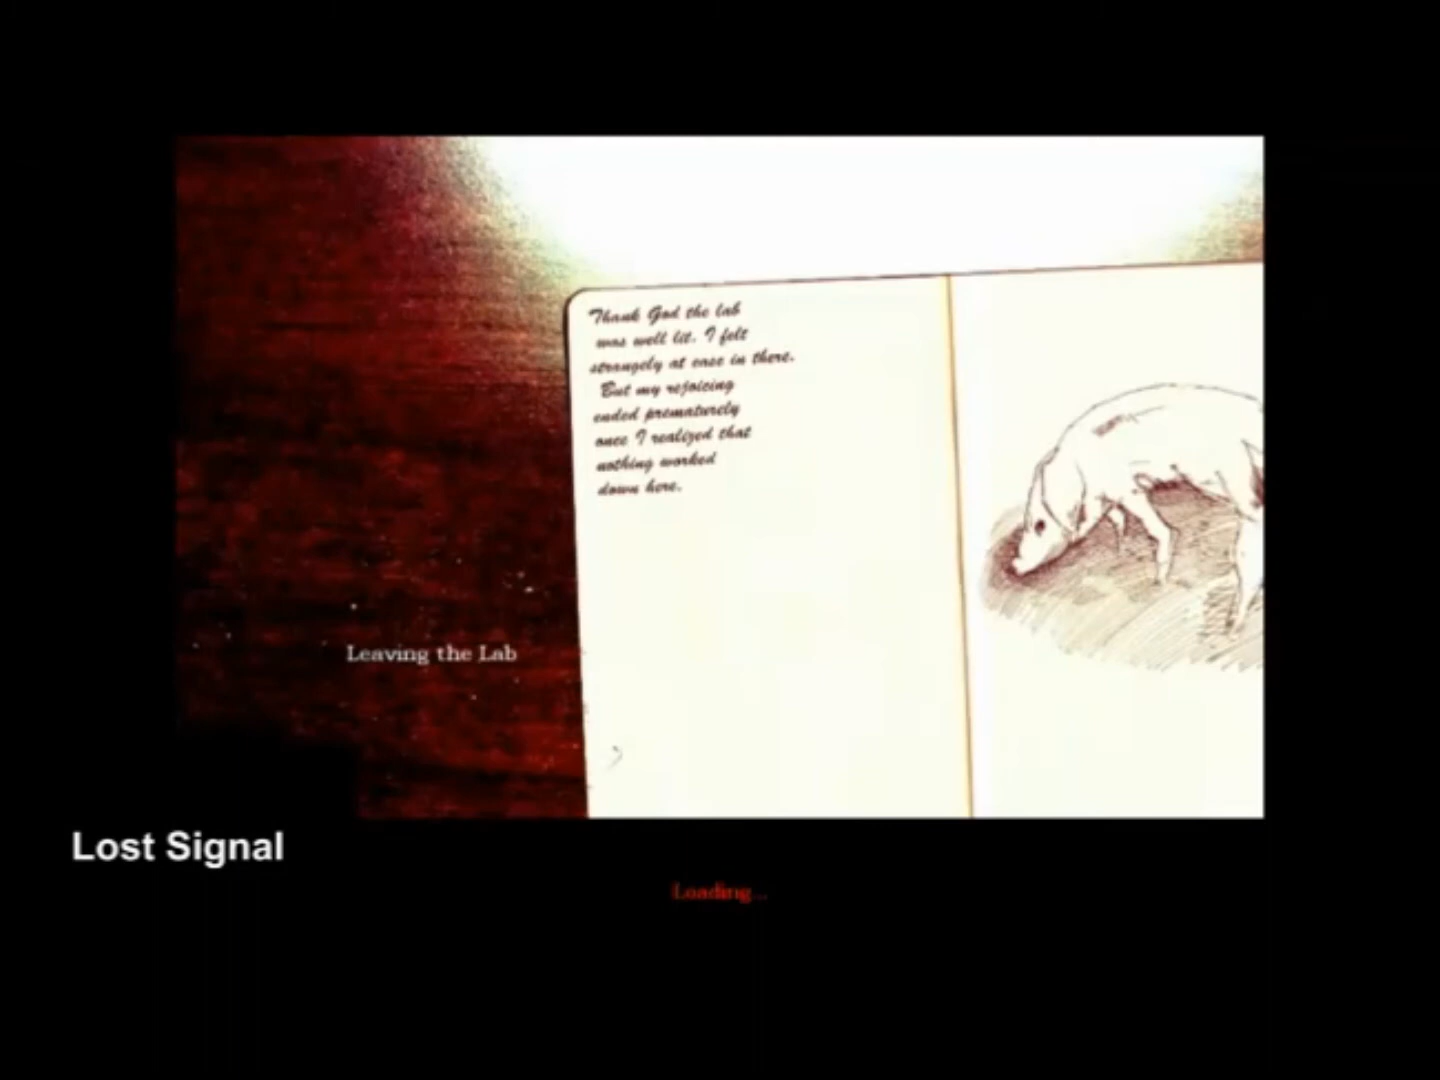 Thank God the lab
was well lit. I felt
strangely at ease in there.
But my rejoicing
ended prematurely
once I realized that
nothing worked
down here.
Leaving the Lab
Lost Signal
Loading...